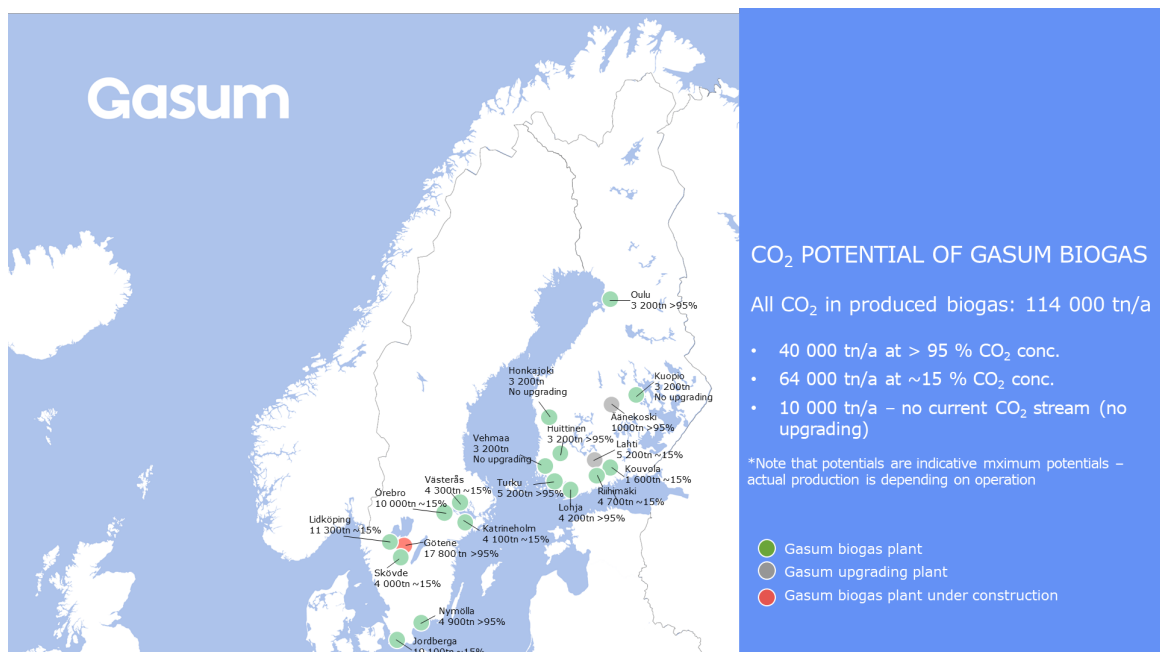 Gasum
Oulu
3 200tn >95%
Honkajoki
3 200tn
No upgrading
Kuopio
3 200tn
No upgrading
Äänekoski
1000tn >95%
Huittinen
3 200tn >95%
Vehmaa
3 200tn
No upgrading
Lahti
5 200tn ~15%
Kouvola
1 600tn ~15%
Turku
5 200tn >95%
Riihimäki
4 700tn ~15%
Lohja
4 200tn >95%
Västerås
4 300tn ~15%
Örebro
10 000tn ~15%
Katrineholm
4 100tn ~15%
Lidköping
11 300tn ~15%
Götene
17 800tn >95%
Skövde
4 000tn ~15%
Nymölla
4 900tn >95%
Jordberga
10 100tn ~15%
CO₂ POTENTIAL OF GASUM BIOGAS
All CO₂ in produced biogas: 114 000 tn/a
• 40 000 tn/a at > 95 % CO₂ conc.
• 64 000 tn/a at ~15 % CO₂ conc.
• 10 000 tn/a – no current CO₂ stream (no
upgrading)
*Note that potentials are indicative mximum potentials –
actual production is depending on operation
Gasum biogas plant
Gasum upgrading plant
Gasum biogas plant under construction